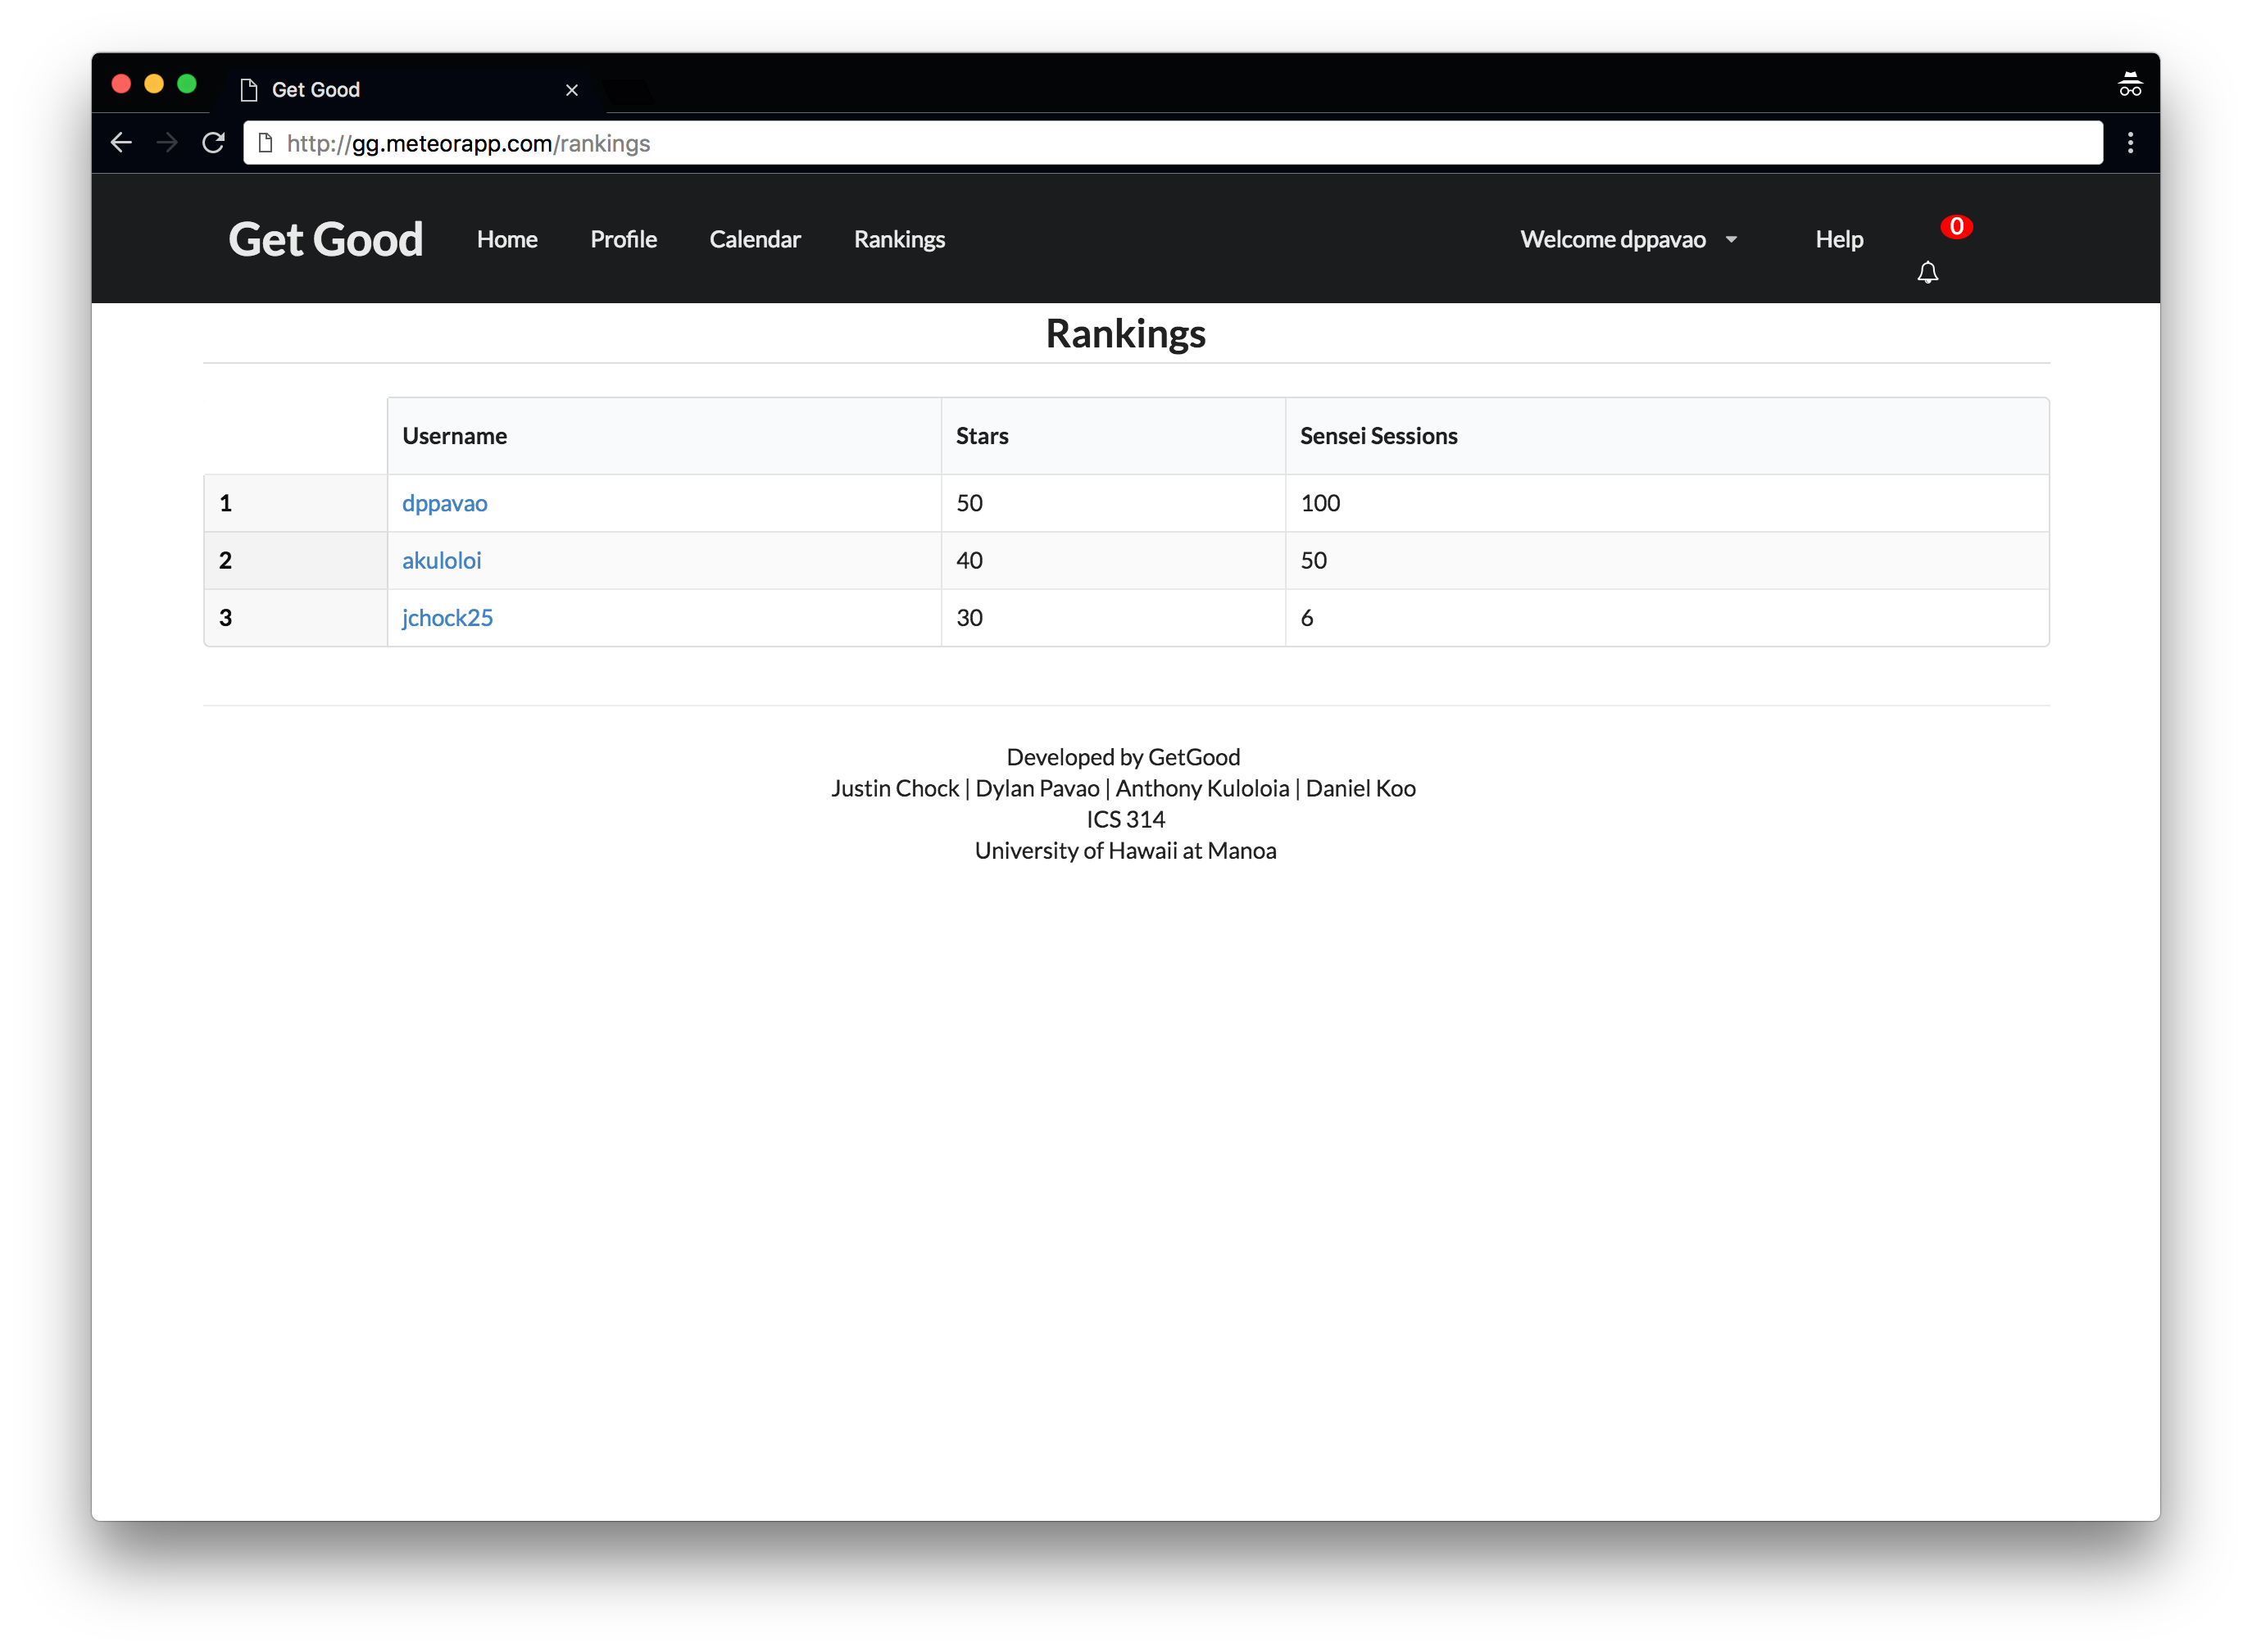 Get Good
http://gg.meteorapp.com/rankings
Get Good Home Profile Calendar Rankings Welcome dppavao Help 0
Rankings
Username Stars Sensei Sessions
1 dppavao 50 100
2 akuloloi 40 50
3 jchock25 30 6
Developed by GetGood
Justin Chock | Dylan Pavao | Anthony Kuloloia | Daniel Koo
ICS 314
University of Hawaii at Manoa